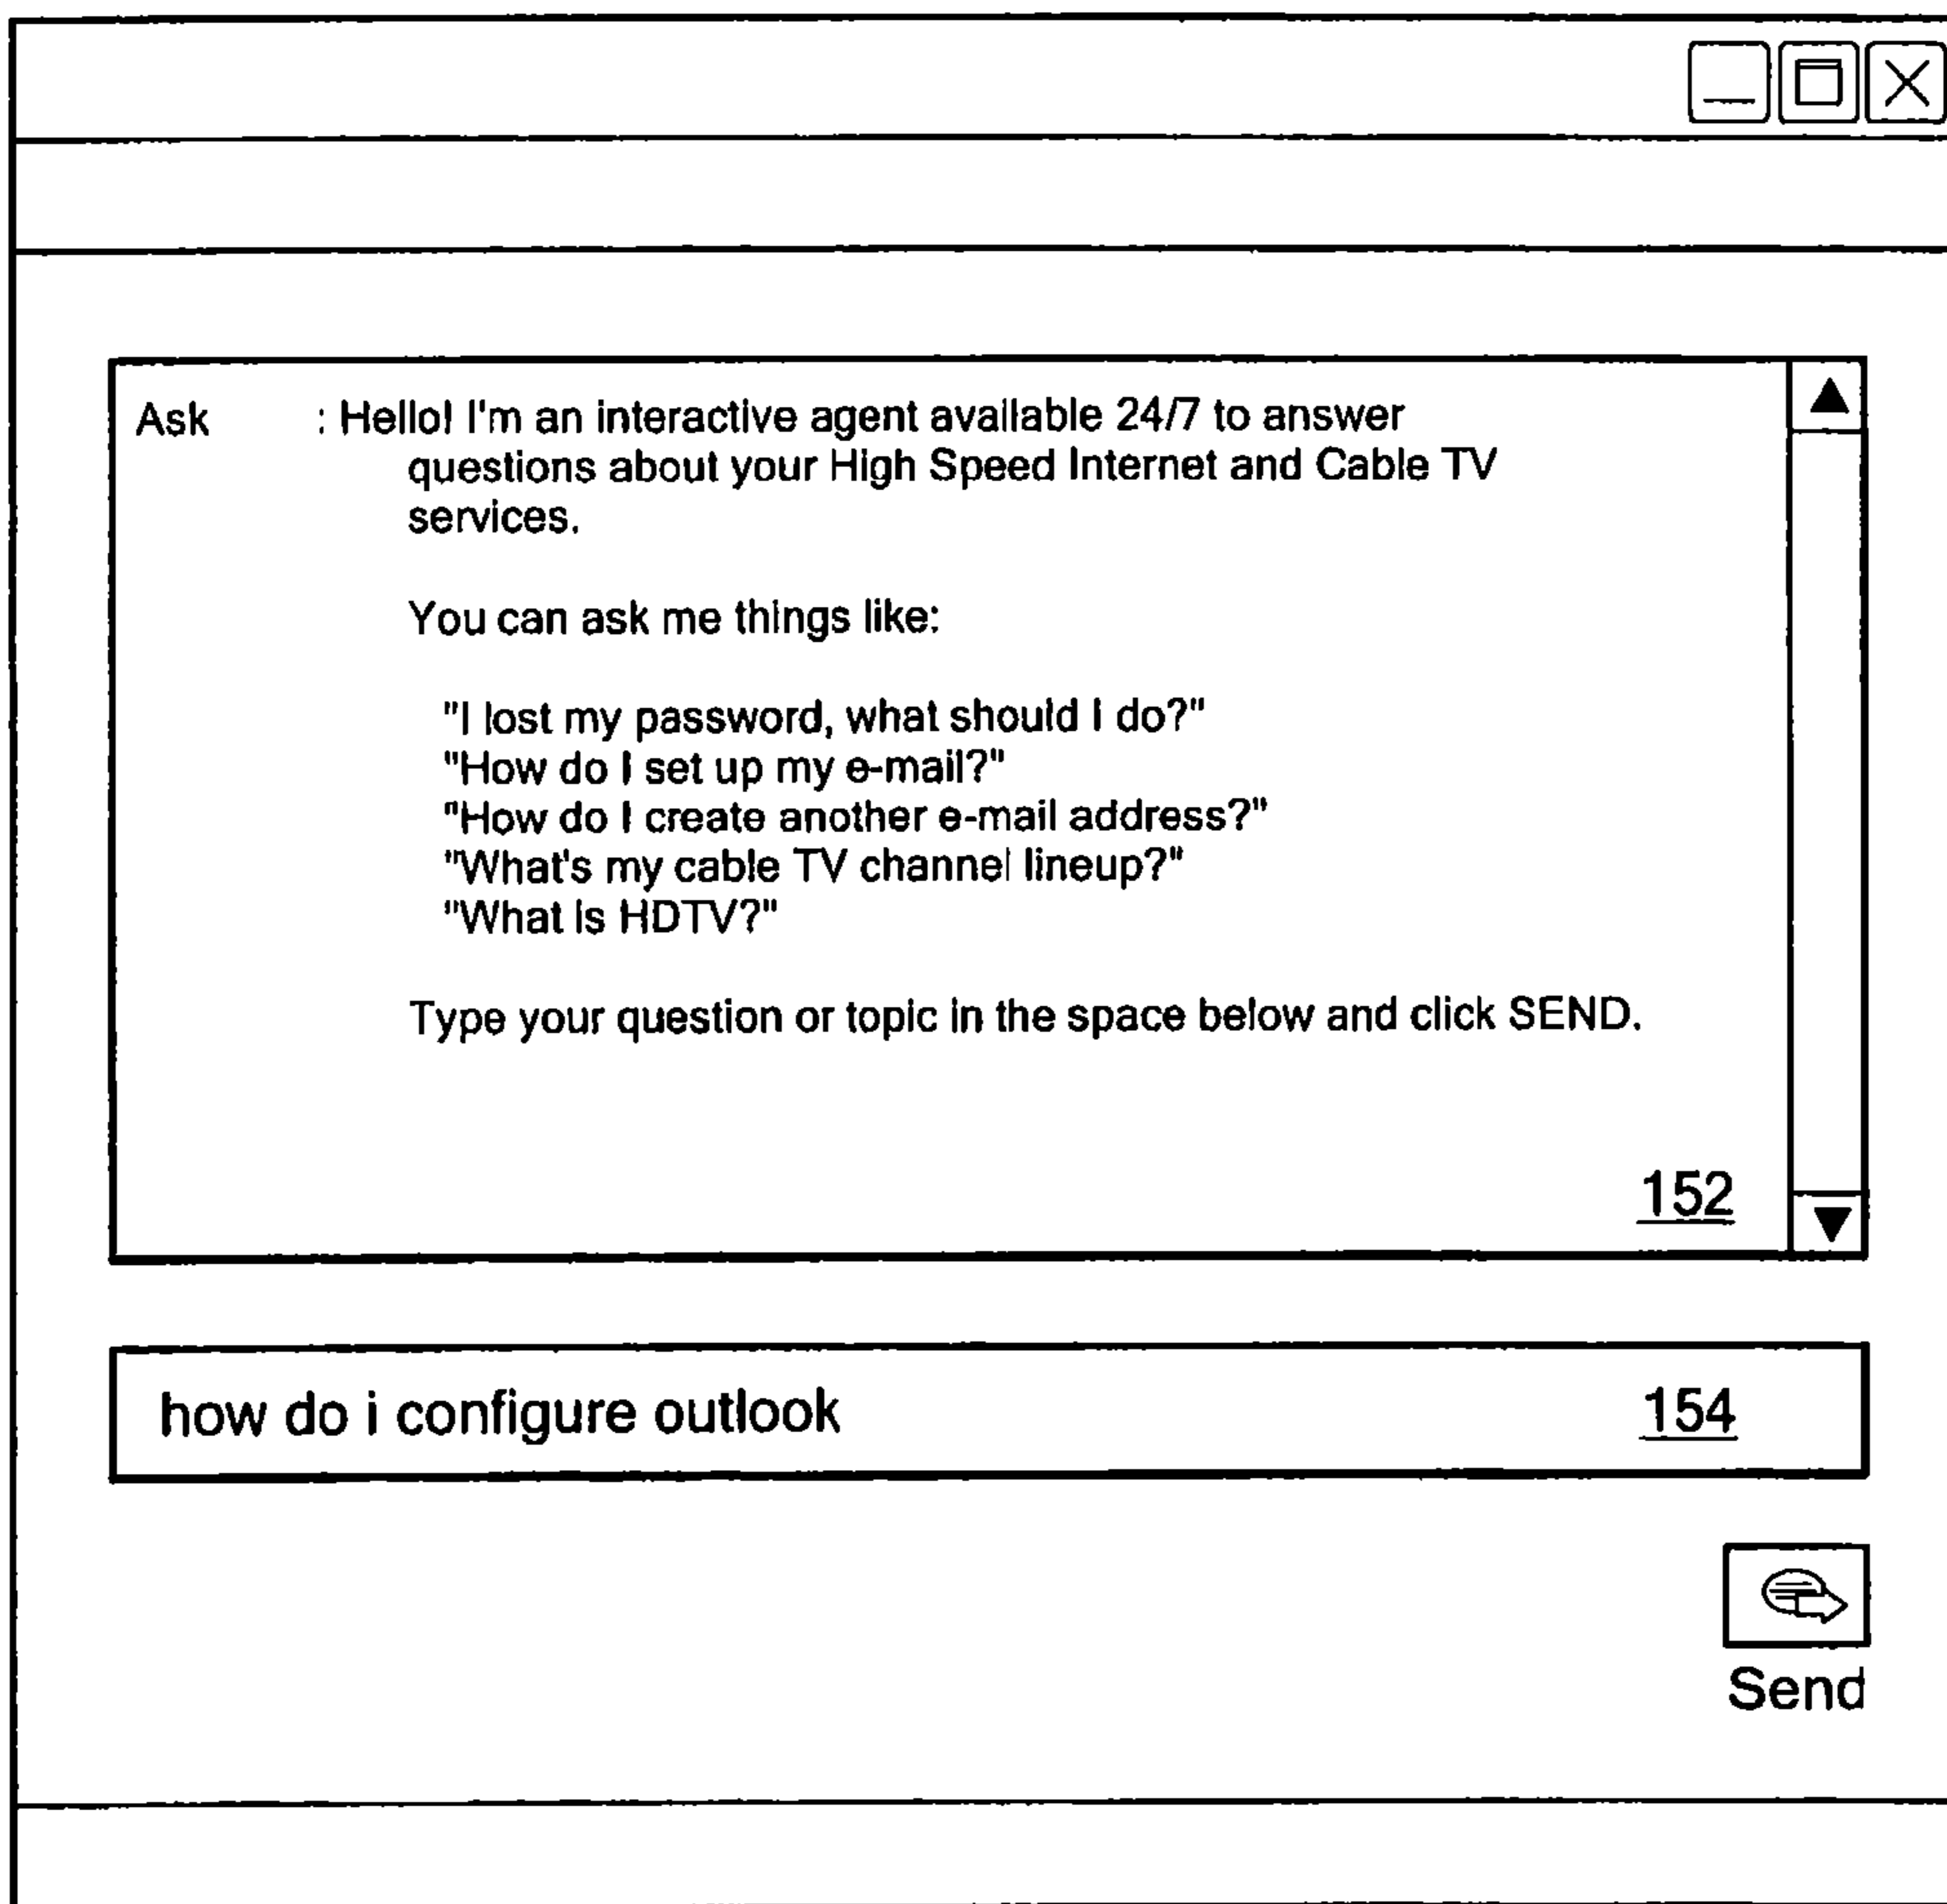 Ask : Hello! I'm an interactive agent available 24/7 to answer
questions about your High Speed Internet and Cable TV
services.
You can ask me things like:
"I lost my password, what should I do?"
"How do I set up my e-mail?"
"How do I create another e-mail address?"
"What's my cable TV channel lineup?"
"What is HDTV?"
Type your question or topic in the space below and click SEND.
152
how do i configure outlook 154
Send